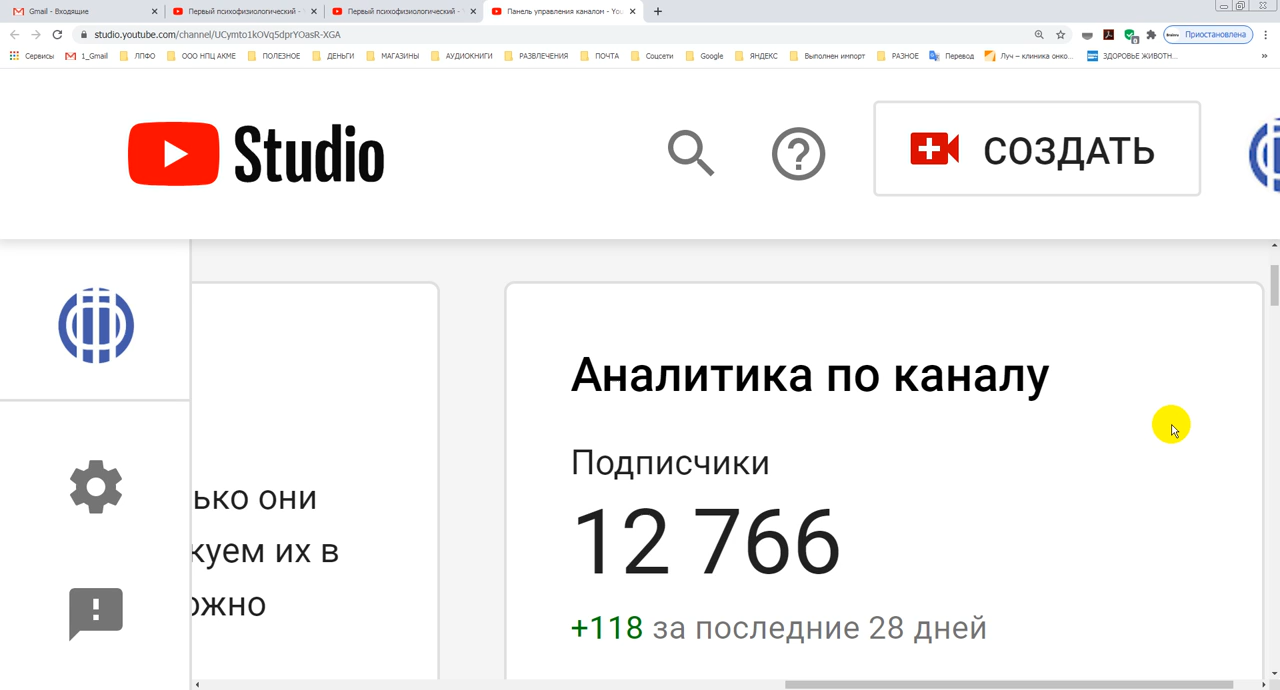 Gmail - Входящие
Первый психофизиологический -
Первый психофизиологический -
Панель управления каналом - You
studio.youtube.com/channel/UCymto1kOVq5dprYOasR-XGA
Приостановлена
Сервисы 1_Gmail ЛПФО ООО НПЦ АКМЕ ПОЛЕЗНОЕ ДЕНЬГИ МАГАЗИНЫ АУДИОКНИГИ РАЗВЛЕЧЕНИЯ ПОЧТА Соцсети Google ЯНДЕКС Выполнен импорт РАЗНОЕ Перевод Луч – клиника онко... ЗДОРОВЬЕ ЖИВОТН...
Studio
СОЗДАТЬ
Аналитика по каналу
Подписчики
12 766
+118 за последние 28 дней
ько они
куем их в
ожно